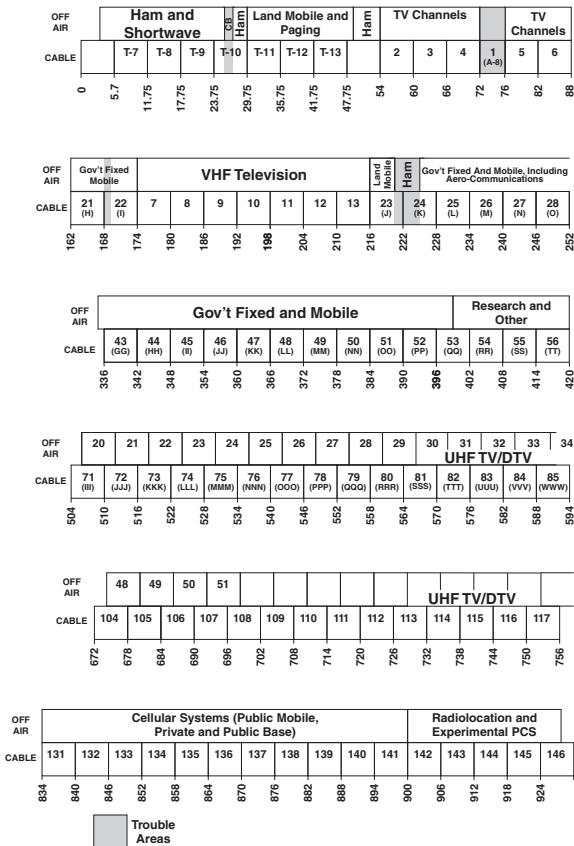 OFF AIR Ham and Shortwave CB Ham Land Mobile and Paging Ham TV Channels TV Channels
CABLE T-7 T-8 T-9 T-10 T-11 T-12 T-13 2 3 4 1 (A-8) 5 6
0 5.7 11.75 17.75 23.75 29.75 35.75 41.75 47.75 54 60 66 72 76 82 88
OFF AIR Gov't Fixed Mobile VHF Television Land Mobile Ham Gov't Fixed And Mobile, Including Aero-Communications
CABLE 21 (H) 22 (I) 7 8 9 10 11 12 13 23 (J) 24 (K) 25 (L) 26 (M) 27 (N) 28 (O)
162 168 174 180 186 192 198 204 210 216 222 228 234 240 246 252
OFF AIR Gov't Fixed and Mobile Research and Other
CABLE 43 (GG) 44 (HH) 45 (II) 46 (JJ) 47 (KK) 48 (LL) 49 (MM) 50 (NN) 51 (OO) 52 (PP) 53 (QQ) 54 (RR) 55 (SS) 56 (TT)
336 342 348 354 360 366 372 378 384 390 396 402 408 414 420
OFF AIR 20 21 22 23 24 25 26 27 28 29 30 31 32 33 34
UHF TV/DTV
CABLE 71 (III) 72 (JJJ) 73 (KKK) 74 (LLL) 75 (MMM) 76 (NNN) 77 (OOO) 78 (PPP) 79 (QQQ) 80 (RRR) 81 (SSS) 82 (TTT) 83 (UUU) 84 (VVV) 85 (WWW)
504 510 516 522 528 534 540 546 552 558 564 570 576 582 588 594
OFF AIR 48 49 50 51
UHF TV/DTV
CABLE 104 105 106 107 108 109 110 111 112 113 114 115 116 117
672 678 684 690 696 702 708 714 720 726 732 738 744 750 756
OFF AIR Cellular Systems (Public Mobile, Private and Public Base) Radiolocation and Experimental PCS
CABLE 131 132 133 134 135 136 137 138 139 140 141 142 143 144 145 146
834 840 846 852 858 864 870 876 882 888 894 900 906 912 918 924
Trouble
Areas